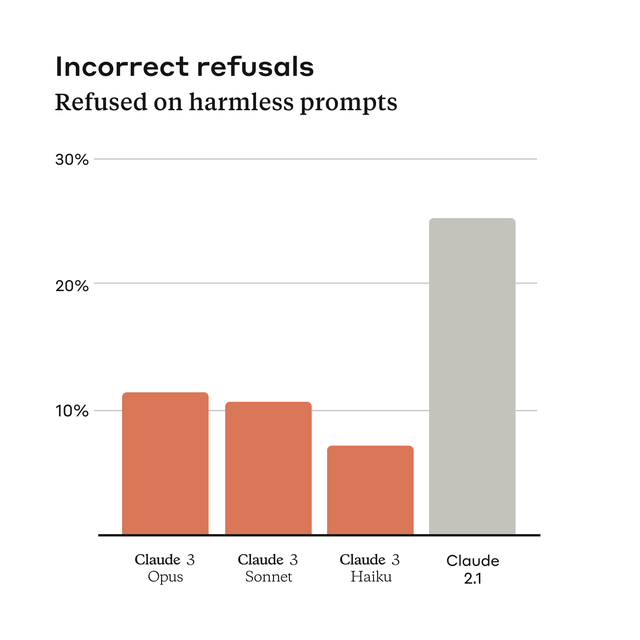 Incorrect refusals
Refused on harmless prompts
30%
20%
10%
Claude 3
Opus
Claude 3
Sonnet
Claude 3
Haiku
Claude
2.1